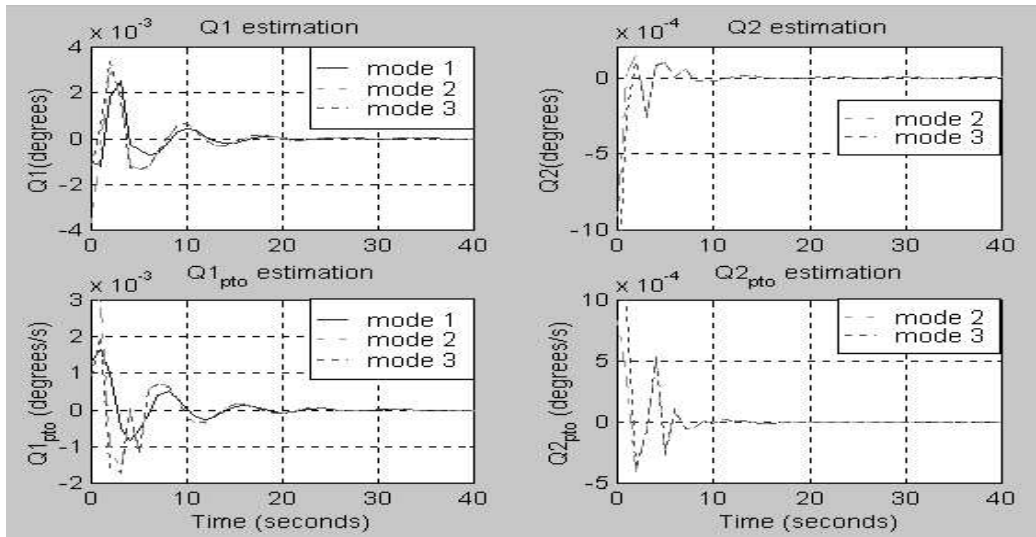 Q1 estimation
x 10^-3
Q1(degrees)
4
2
0
-2
-4
0 10 20 30 40
mode 1
mode 2
mode 3
Q2 estimation
x 10^-4
Q2(degrees)
0
-5
-10
0 10 20 30 40
mode 2
mode 3
Q1pto estimation
x 10^-3
Q1pto (degrees/s)
3
2
1
0
-1
-2
0 10 20 30 40
Time (seconds)
mode 1
mode 2
mode 3
Q2pto estimation
x 10^-4
Q2pto (degrees/s)
10
5
0
-5
0 10 20 30 40
Time (seconds)
mode 2
mode 3